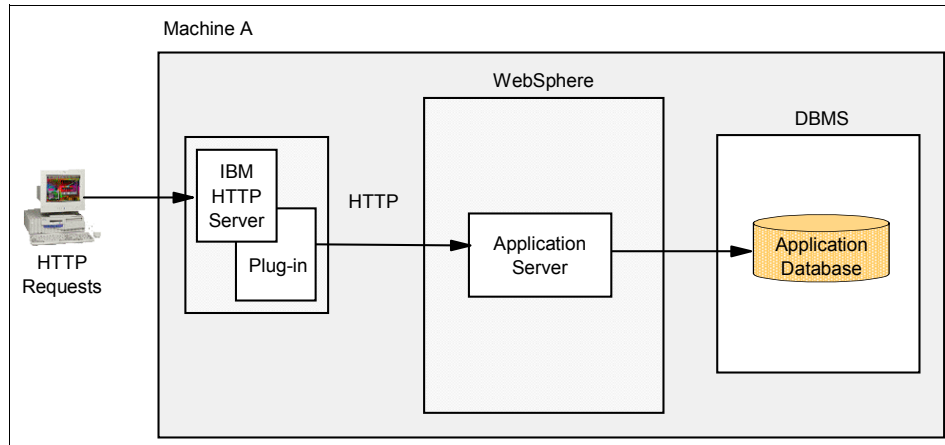 Machine A
WebSphere
DBMS
IBM
HTTP
Server
Plug-in
HTTP
Application
Server
Application
Database
HTTP
Requests